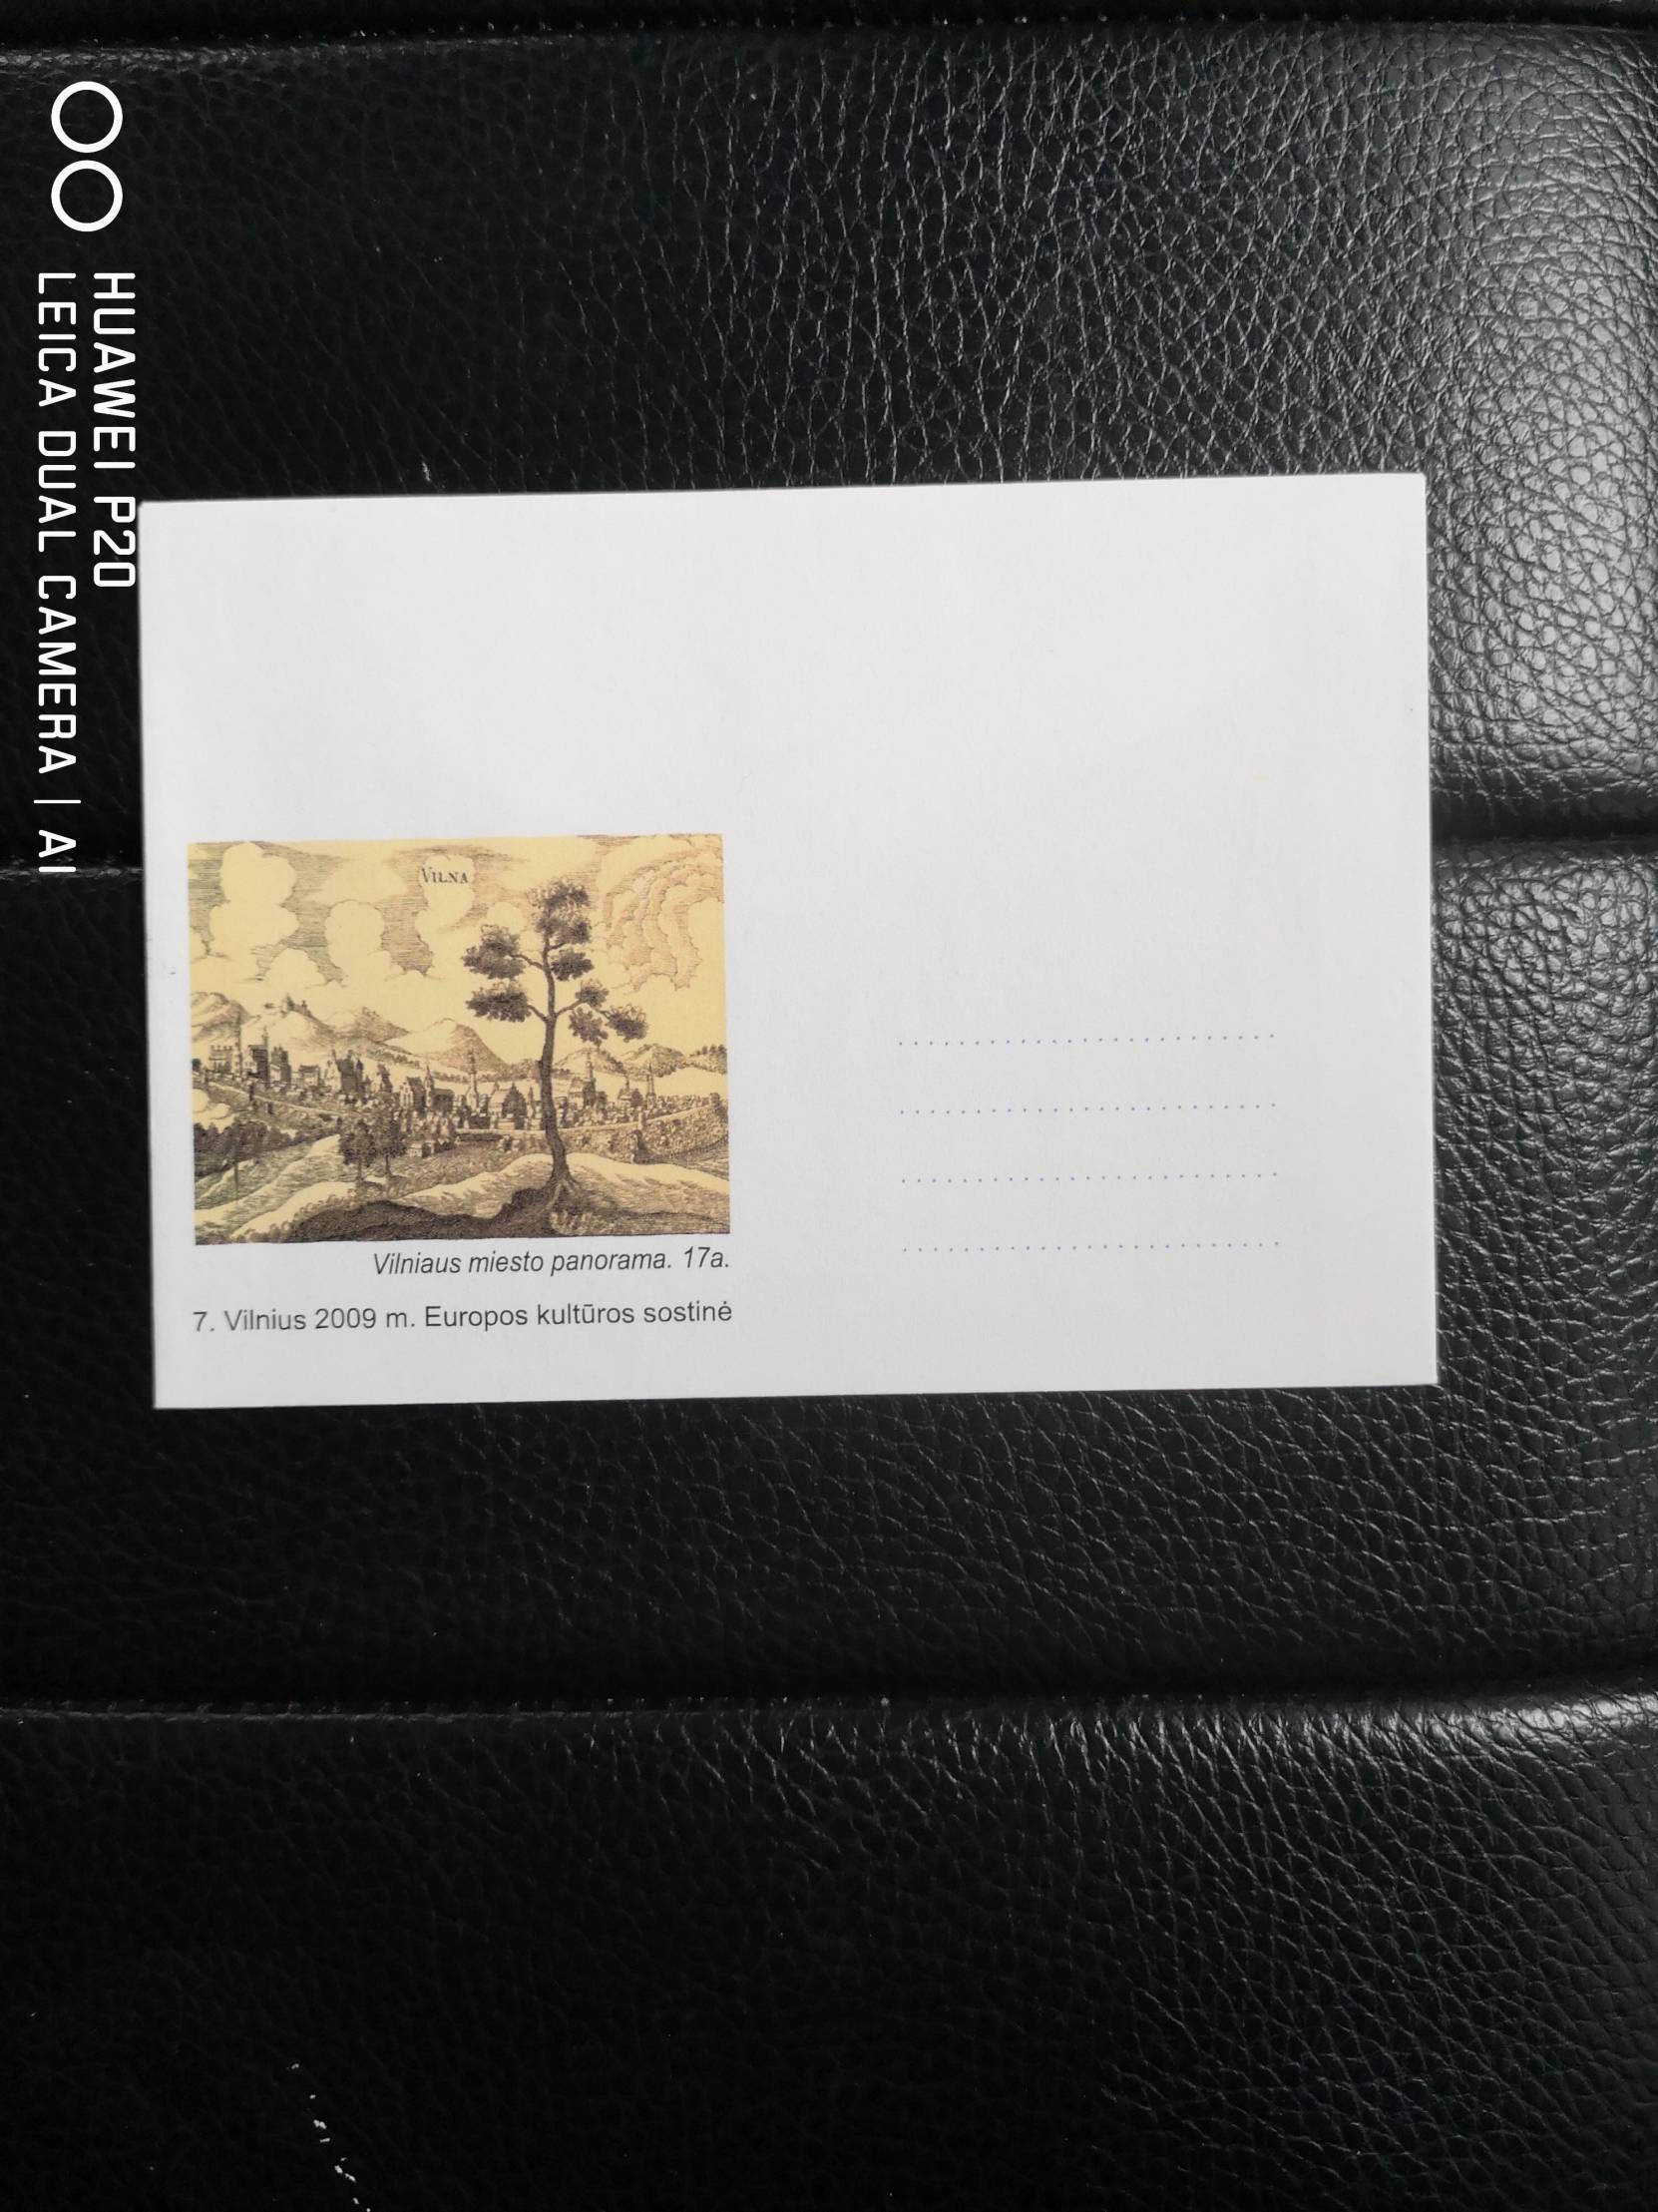 HUAWEI P20
LEICA DUAL CAMERA | AI
VILNA
Vilniaus miesto panorama. 17a.
7. Vilnius 2009 m. Europos kultūros sostinė